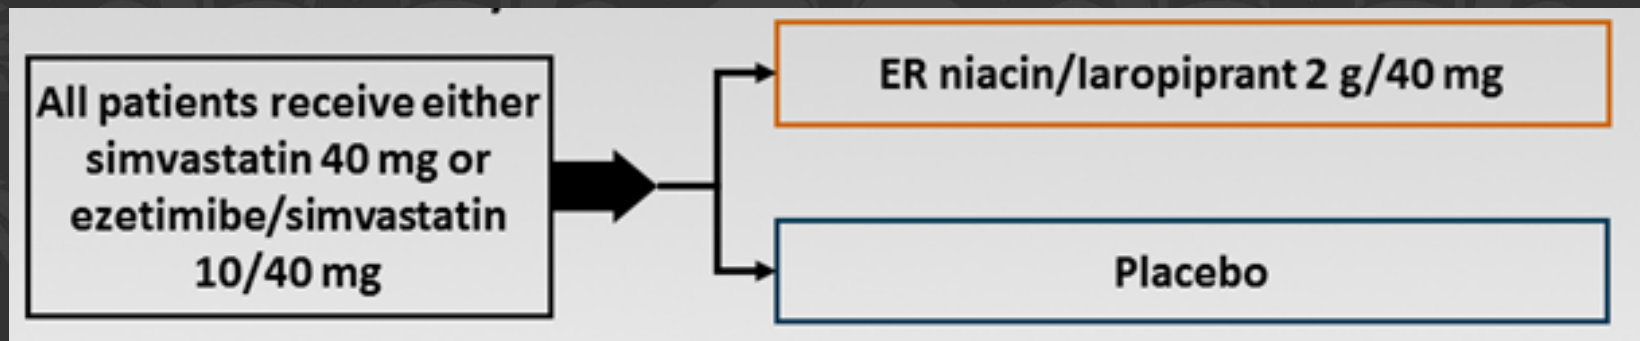 All patients receive either
simvastatin 40 mg or
ezetimibe/simvastatin
10/40 mg
ER niacin/laropiprant 2 g/40 mg
Placebo